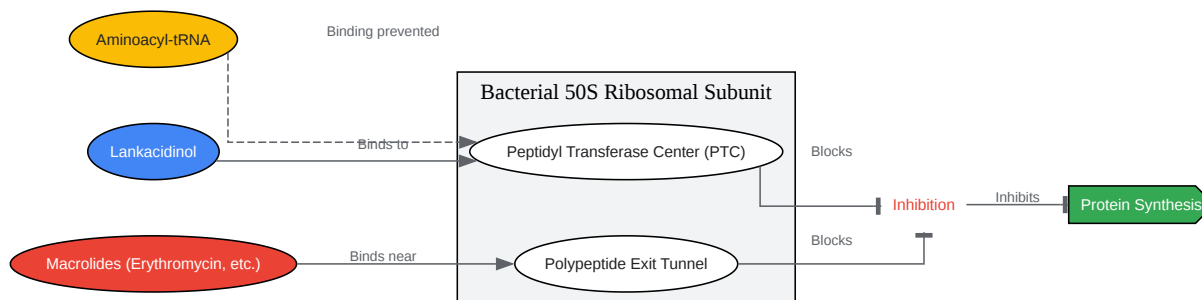 Aminoacyl-tRNA
Binding prevented
Bacterial 50S Ribosomal Subunit
Lankacidinol
Binds to
Peptidyl Transferase Center (PTC)
Blocks
Inhibition
Inhibits
Protein Synthesis
Macrolides (Erythromycin, etc.)
Binds near
Polypeptide Exit Tunnel
Blocks